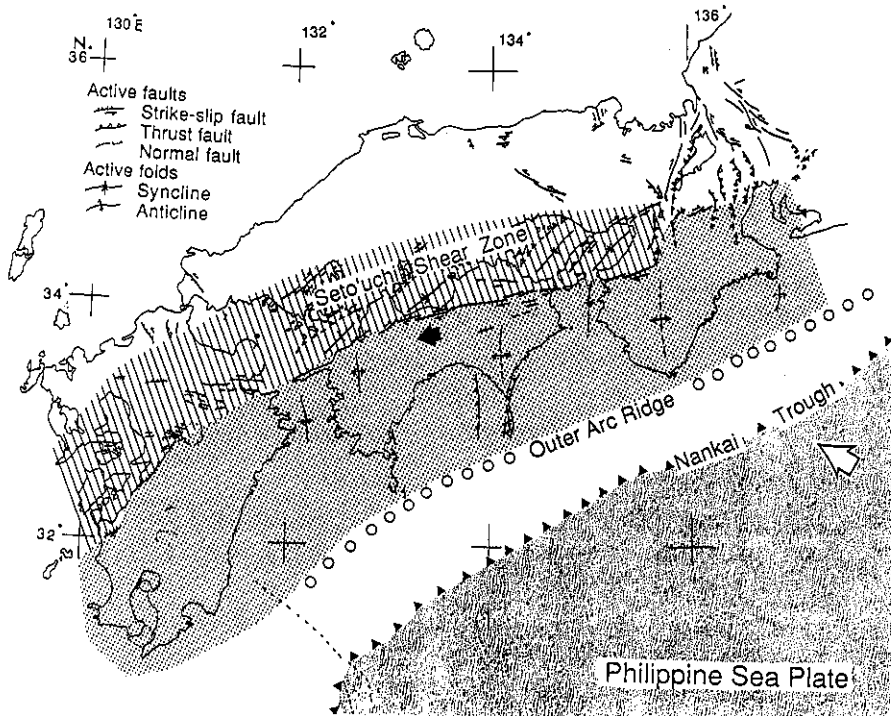 130°E
132°
134°
136°
N.
36°
Active faults
Strike-slip fault
Thrust fault
Normal fault
Active folds
Syncline
Anticline
Seto'uchi Shear Zone
34°
Outer Arc Ridge
Nankai Trough
32°
Philippine Sea Plate